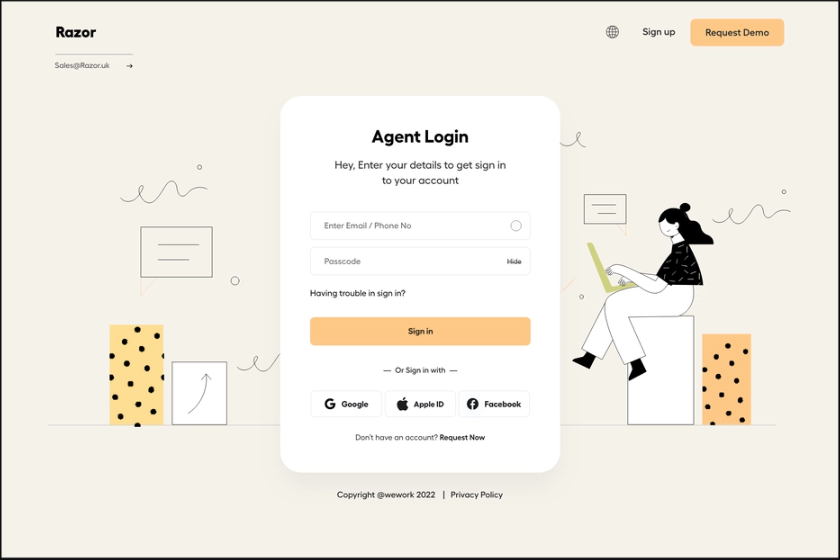 Razor
Sign up
Request Demo
Sales@Razor.uk
Agent Login
Hey, Enter your details to get sign in
to your account
Enter Email / Phone No
Passcode
Hide
Having trouble in sign in?
Sign in
Or Sign in with
Google
Apple ID
Facebook
Don't have an account? Request Now
Copyright @wework 2022 | Privacy Policy